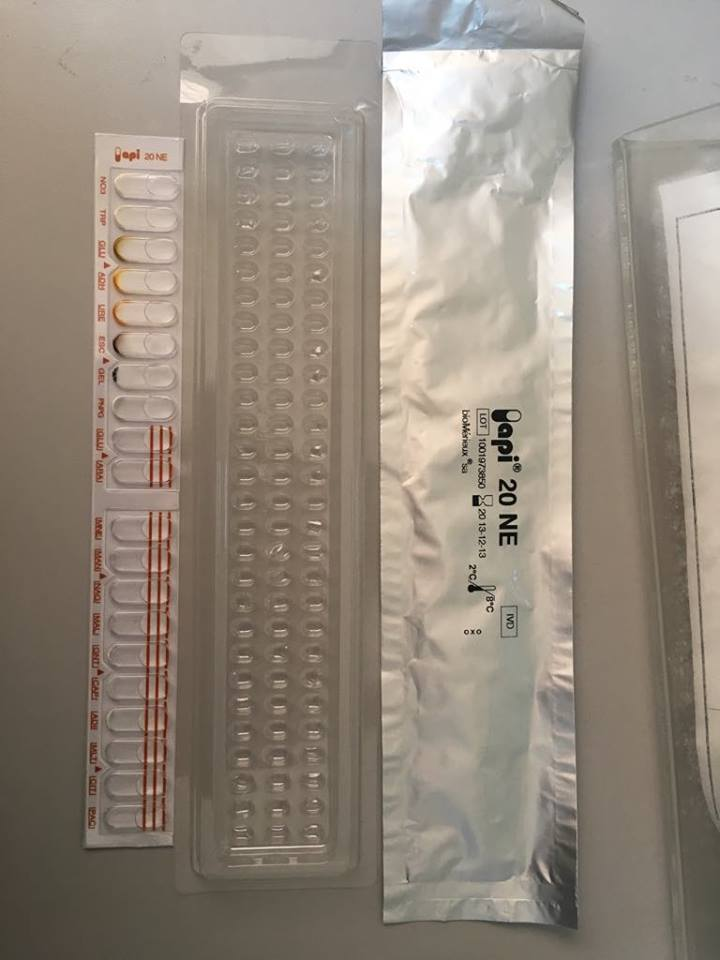 api 20 NE
NO3
TRP
GLU
ADH
URE
ESC
GEL
PNPG
|GLU|
|ARA|
|MNE|
|MAN|
|NAG|
|MAL|
|GNT|
|CAP|
|ADI|
|MLT|
|CIT|
|PAC|
api® 20 NE
LOT 1001973850 20 13-12-13
bioMérieux® sa
2°C 8°C
IVD